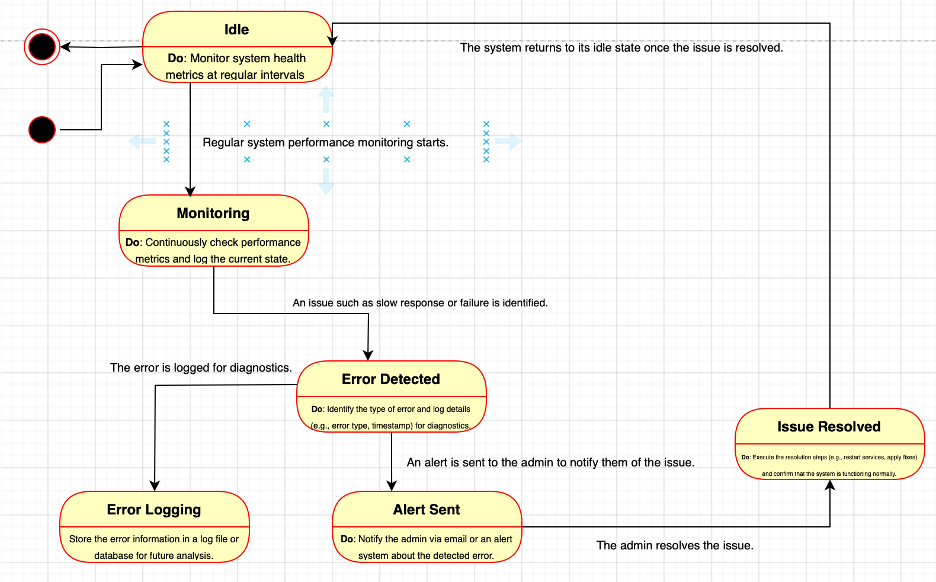 Idle
Do: Monitor system health
metrics at regular intervals
The system returns to its idle state once the issue is resolved.
Regular system performance monitoring starts.
Monitoring
Do: Continuously check performance
metrics and log the current state.
An issue such as slow response or failure is identified.
The error is logged for diagnostics.
Error Detected
Do: Identify the type of error and log details
(e.g., error type, timestamp) for diagnostics.
Issue Resolved
Do: Execute the resolution steps (e.g., restart services, apply fixes)
and confirm that the system is functioning normally.
An alert is sent to the admin to notify them of the issue.
Error Logging
Store the error information in a log file or
database for future analysis.
Alert Sent
Do: Notify the admin via email or an alert
system about the detected error.
The admin resolves the issue.